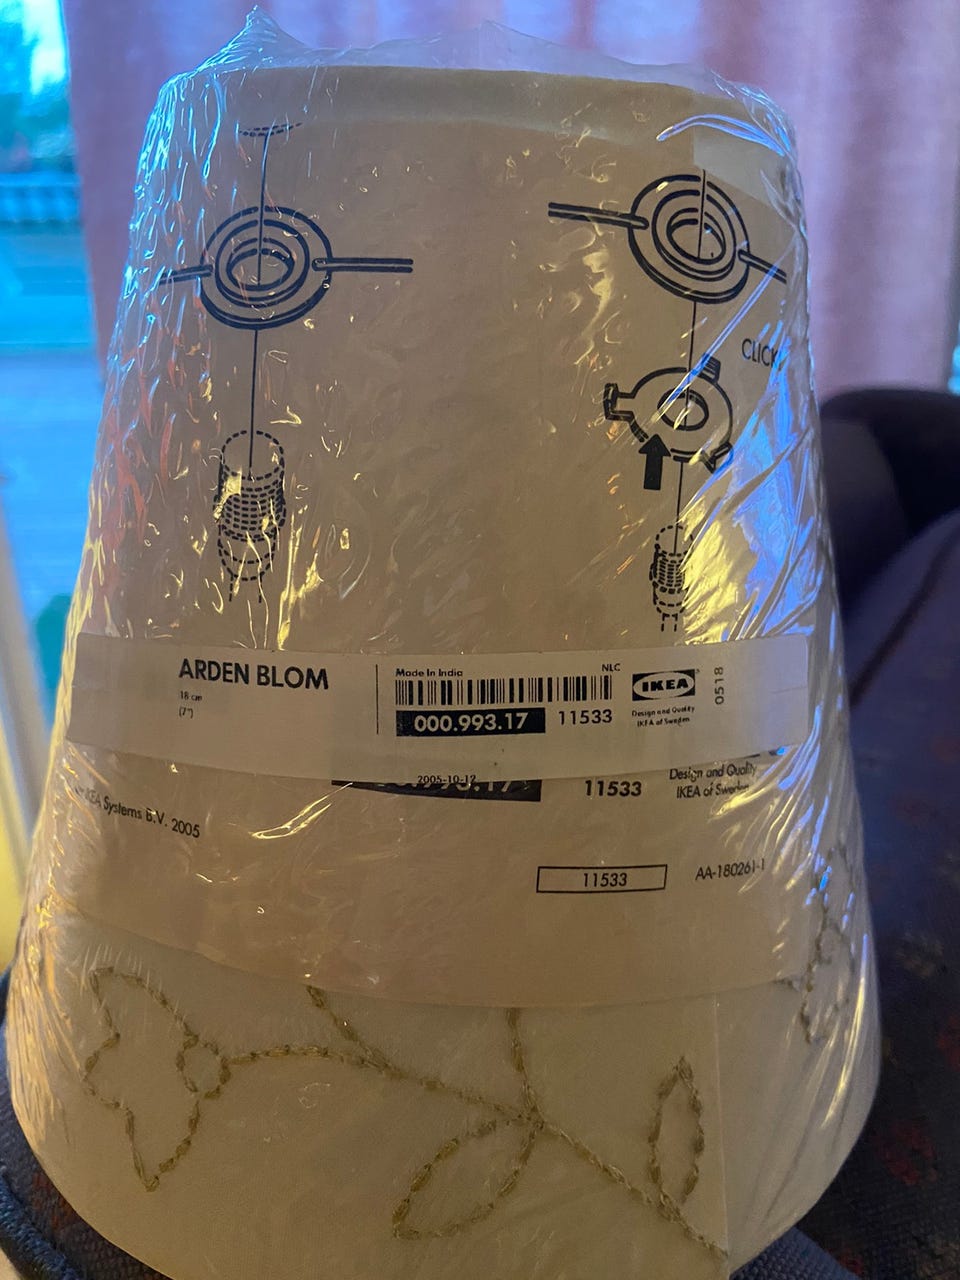 CLICK
ARDEN BLOM
18 cm
(7")
Made In India
NLC
000.993.17
11533
IKEA
Design and Quality
IKEA of Sweden
0518
2005-10-12
11533
Design and Quality
IKEA of Sweden
IKEA Systems B.V. 2005
11533
AA-180261-1